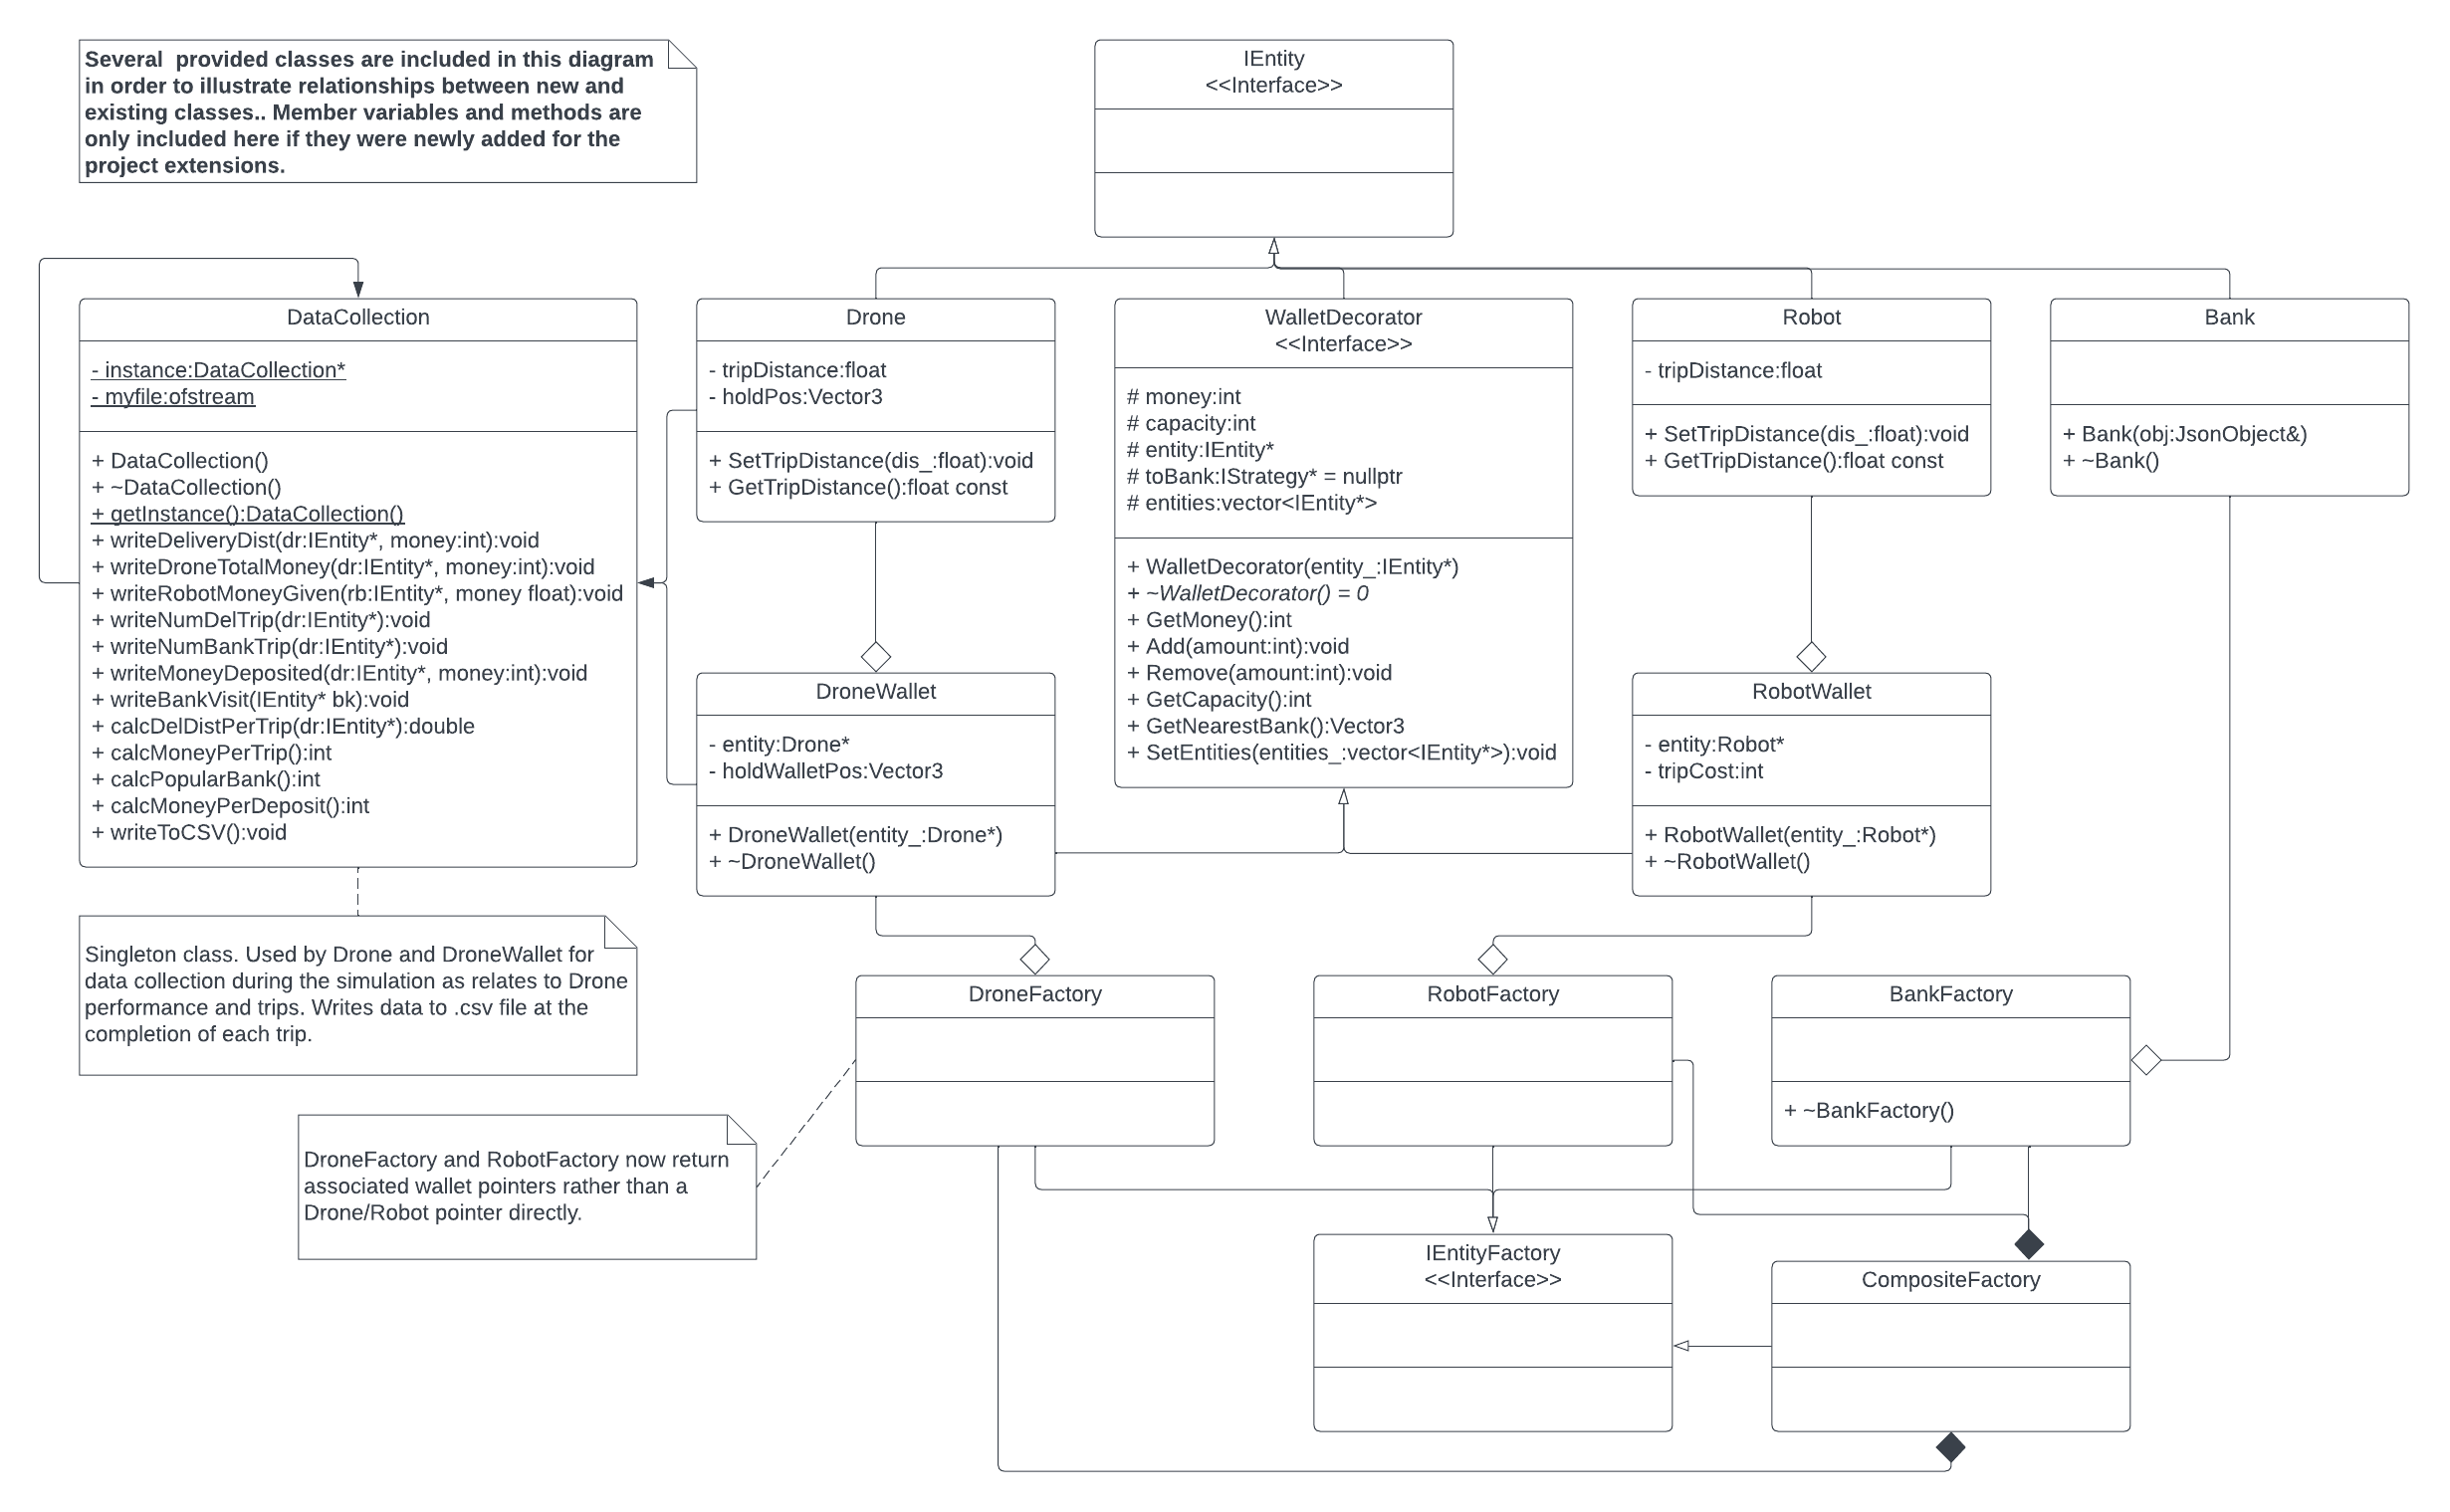 Several  provided classes are included in this diagram
in order to illustrate relationships between new and
existing classes.. Member variables and methods are
only included here if they were newly added for the
project extensions.
IEntity
<<Interface>>
DataCollection
- instance:DataCollection*
- myfile:ofstream
+ DataCollection()
+ ~DataCollection()
+ getInstance():DataCollection()
+ writeDeliveryDist(dr:IEntity*, money:int):void
+ writeDroneTotalMoney(dr:IEntity*, money:int):void
+ writeRobotMoneyGiven(rb:IEntity*, money float):void
+ writeNumDelTrip(dr:IEntity*):void
+ writeNumBankTrip(dr:IEntity*):void
+ writeMoneyDeposited(dr:IEntity*, money:int):void
+ writeBankVisit(IEntity* bk):void
+ calcDelDistPerTrip(dr:IEntity*):double
+ calcMoneyPerTrip():int
+ calcPopularBank():int
+ calcMoneyPerDeposit():int
+ writeToCSV():void
Drone
- tripDistance:float
- holdPos:Vector3
+ SetTripDistance(dis_:float):void
+ GetTripDistance():float const
WalletDecorator
<<Interface>>
# money:int
# capacity:int
# entity:IEntity*
# toBank:IStrategy* = nullptr
# entities:vector<IEntity*>
+ WalletDecorator(entity_:IEntity*)
+ ~WalletDecorator() = 0
+ GetMoney():int
+ Add(amount:int):void
+ Remove(amount:int):void
+ GetCapacity():int
+ GetNearestBank():Vector3
+ SetEntities(entities_:vector<IEntity*>):void
Robot
- tripDistance:float
+ SetTripDistance(dis_:float):void
+ GetTripDistance():float const
Bank
+ Bank(obj:JsonObject&)
+ ~Bank()
DroneWallet
- entity:Drone*
- holdWalletPos:Vector3
+ DroneWallet(entity_:Drone*)
+ ~DroneWallet()
RobotWallet
- entity:Robot*
- tripCost:int
+ RobotWallet(entity_:Robot*)
+ ~RobotWallet()
Singleton class. Used by Drone and DroneWallet for
data collection during the simulation as relates to Drone
performance and trips. Writes data to .csv file at the
completion of each trip.
DroneFactory
RobotFactory
BankFactory
+ ~BankFactory()
DroneFactory and RobotFactory now return
associated wallet pointers rather than a
Drone/Robot pointer directly.
IEntityFactory
<<Interface>>
CompositeFactory